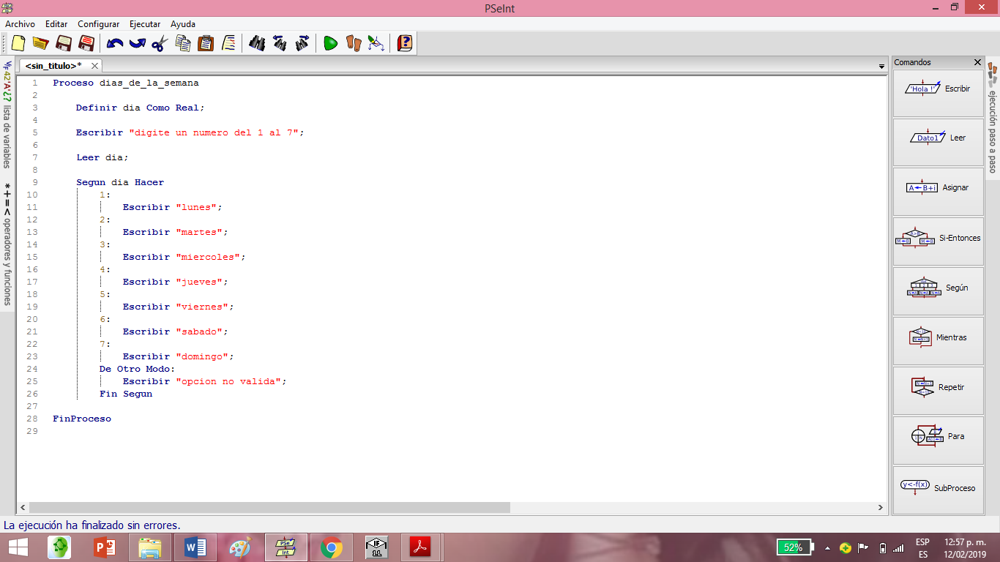 PSeInt
Archivo Editar Configurar Ejecutar Ayuda
<sin_titulo>*
lista de variables
*+=< operadores y funciones
1 Proceso dias_de_la_semana
2
3 Definir dia Como Real;
4
5 Escribir "digite un numero del 1 al 7";
6
7 Leer dia;
8
9 Segun dia Hacer
10 1:
11 Escribir "lunes";
12 2:
13 Escribir "martes";
14 3:
15 Escribir "miercoles";
16 4:
17 Escribir "jueves";
18 5:
19 Escribir "viernes";
20 6:
21 Escribir "sabado";
22 7:
23 Escribir "domingo";
24 De Otro Modo:
25 Escribir "opcion no valida";
26 Fin Segun
27
28 FinProceso
29
Comandos
'Hola !' Escribir
Dato1 Leer
A←B+i Asignar
Si-Entonces
Según
Mientras
Repetir
Para
y<-f(x) SubProceso
ejecución paso a paso
La ejecución ha finalizado sin errores.
52%
ESP 12:57 p. m.
ES 12/02/2019